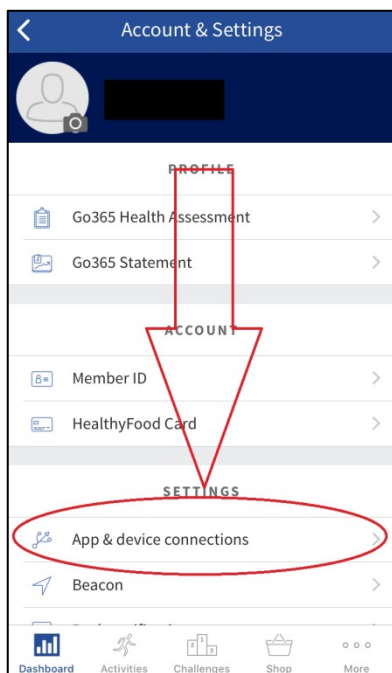 Account & Settings
PROFILE
Go365 Health Assessment
Go365 Statement
ACCOUNT
Member ID
HealthyFood Card
SETTINGS
App & device connections
Beacon
Dashboard Activities Challenges Shop More